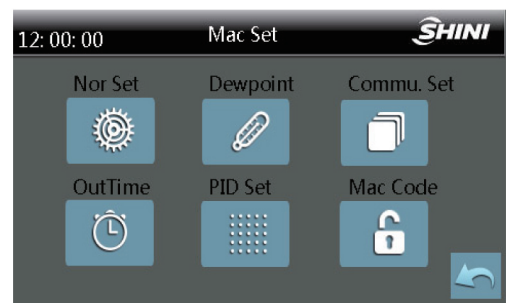 12: 00: 00 Mac Set SHINI
Nor Set Dewpoint Commu. Set
OutTime PID Set Mac Code